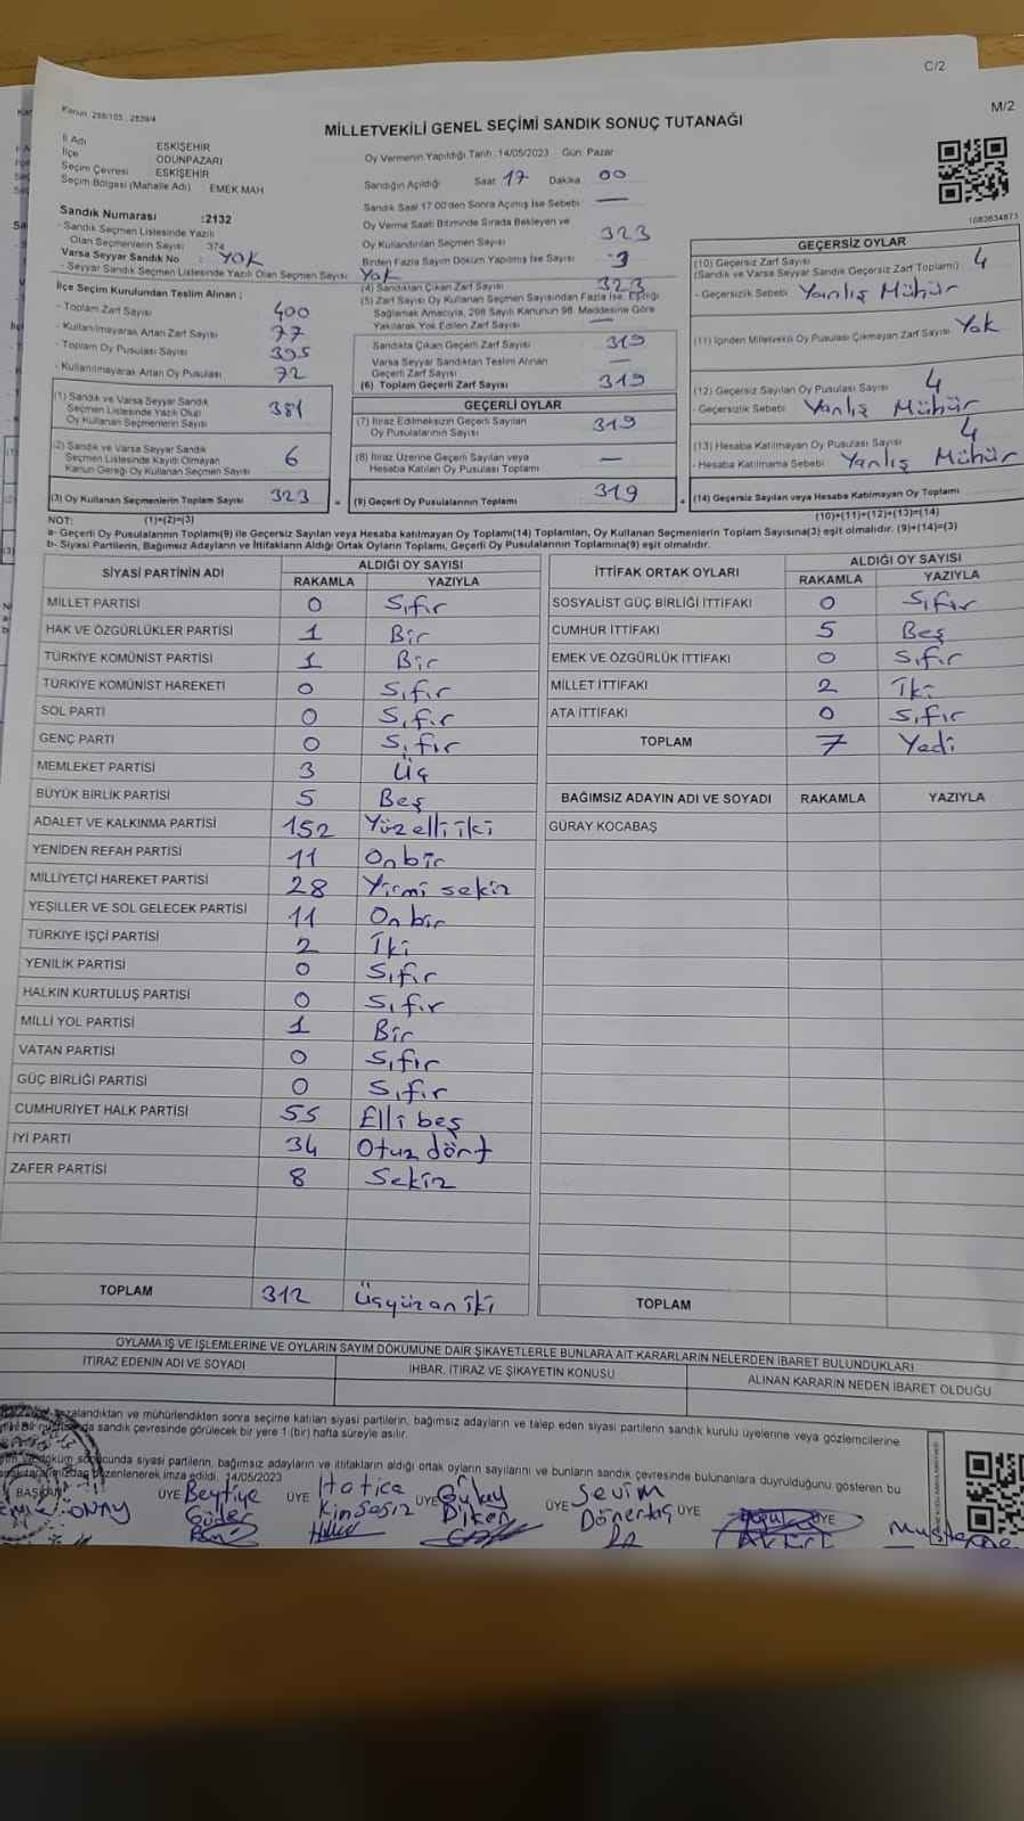 C/2
M/2
Kanun: 298/105 , 2839/4
MİLLETVEKİLİ GENEL SEÇİMİ SANDIK SONUÇ TUTANAĞI
İl Adı ESKİŞEHİR
İlçe ODUNPAZARI
Seçim Çevresi ESKİŞEHİR
Seçim Bölgesi (Mahalle Adı) EMEK MAH
Sandık Numarası :2132
- Sandık Seçmen Listesinde Yazılı
Olan Seçmenlerin Sayısı 374
Varsa Seyyar Sandık No : YOK
- Seyyar Sandık Seçmen Listesinde Yazılı Olan Seçmen Sayısı Yok
İlçe Seçim Kurulundan Teslim Alınan ;
- Toplam Zarf Sayısı 400
- Kullanılmayarak Artan Zarf Sayısı 77
- Toplam Oy Pusulası Sayısı 395
- Kullanılmayarak Artan Oy Pusulası 72
(1) Sandık ve Varsa Seyyar Sandık
Seçmen Listesinde Yazılı Olup
Oy Kullanan Seçmenlerin Sayısı
(2) Sandık ve Varsa Seyyar Sandık
Seçmen Listesinde Kayıtlı Olmayan
Kanun Gereği Oy Kullanan Seçmen Sayısı 6
(3) Oy Kullanan Seçmenlerin Toplam Sayısı 323
Oy Vermenin Yapıldığı Tarih :14/05/2023 Gün: Pazar
Sandığın Açıldığı Saat 17 Dakika 00
Sandık Saat 17.00'den Sonra Açılmış İse Sebebi —
Oy Verme Saati Bitiminde Sırada Bekleyen ve
Oy Kullandırılan Seçmen Sayısı 323
Birden Fazla Sayım Döküm Yapılmış İse Sayısı
(4) Sandıktan Çıkan Zarf Sayısı 323
(5) Zarf Sayısı Oy Kullanan Seçmen Sayısından Fazla İse, Eşitliği
Sağlamak Amacıyla, 298 Sayılı Kanunun 98. Maddesine Göre
Yakılarak Yok Edilen Zarf Sayısı —
Sandıkta Çıkan Geçerli Zarf Sayısı 319
Varsa Seyyar Sandıktan Teslim Alınan
Geçerli Zarf Sayısı —
(6) Toplam Geçerli Zarf Sayısı 319
GEÇERLİ OYLAR
(7) İtiraz Edilmeksizin Geçerli Sayılan
Oy Pusulalarının Sayısı 319
(8) İtiraz Üzerine Geçerli Sayılan veya
Hesaba Katılan Oy Pusulası Toplamı —
= (9) Geçerli Oy Pusulalarının Toplamı 319
1083634873
GEÇERSİZ OYLAR
(10) Geçersiz Zarf Sayısı 4
(Sandık ve Varsa Seyyar Sandık Geçersiz Zarf Toplamı)
- Geçersizlik Sebebi Yanlış Mühür
(11) İçinden Milletvekili Oy Pusulası Çıkmayan Zarf Sayısı Yok
(12) Geçersiz Sayılan Oy Pusulası Sayısı 4
- Geçersizlik Sebebi Yanlış Mühür
(13) Hesaba Katılmayan Oy Pusulası Sayısı 4
- Hesaba Katılmama Sebebi Yanlış Mühür
+ (14) Geçersiz Sayılan veya Hesaba Katılmayan Oy Toplamı
NOT: (1)+(2)=(3)
(10)+(11)+(12)+(13)=(14)
a- Geçerli Oy Pusulalarının Toplamı(9) ile Geçersiz Sayılan veya Hesaba katılmayan Oy Toplamı(14) Toplamları, Oy Kullanan Seçmenlerin Toplam Sayısına(3) eşit olmalıdır. (9)+(14)=(3)
b- Siyasi Partilerin, Bağımsız Adayların ve İttifakların Aldığı Ortak Oyların Toplamı, Geçerli Oy Pusulalarının Toplamına(9) eşit olmalıdır.
SİYASİ PARTİNİN ADI ALDIĞI OY SAYISI
RAKAMLA YAZIYLA
MİLLET PARTİSİ 0 Sıfır
HAK VE ÖZGÜRLÜKLER PARTİSİ 1 Bir
TÜRKİYE KOMÜNİST PARTİSİ 1 Bir
TÜRKİYE KOMÜNİST HAREKETİ 0 Sıfır
SOL PARTİ 0 Sıfır
GENÇ PARTİ 0 Sıfır
MEMLEKET PARTİSİ 3 Üç
BÜYÜK BİRLİK PARTİSİ 5 Beş
ADALET VE KALKINMA PARTİSİ 152 Yüz elli iki
YENİDEN REFAH PARTİSİ 11 On bir
MİLLİYETÇİ HAREKET PARTİSİ 28 Yirmi sekiz
YEŞİLLER VE SOL GELECEK PARTİSİ 11 On bir
TÜRKİYE İŞÇİ PARTİSİ 2 İki
YENİLİK PARTİSİ 0 Sıfır
HALKIN KURTULUŞ PARTİSİ 0 Sıfır
MİLLİ YOL PARTİSİ 1 Bir
VATAN PARTİSİ 0 Sıfır
GÜÇ BİRLİĞİ PARTİSİ 0 Sıfır
CUMHURİYET HALK PARTİSİ 55 Elli beş
İYİ PARTİ 34 Otuz dört
ZAFER PARTİSİ 8 Sekiz
TOPLAM 312 Üçyüzon iki
İTTİFAK ORTAK OYLARI ALDIĞI OY SAYISI
RAKAMLA YAZIYLA
SOSYALİST GÜÇ BİRLİĞİ İTTİFAKI 0 Sıfır
CUMHUR İTTİFAKI 5 Beş
EMEK VE ÖZGÜRLÜK İTTİFAKI 0 Sıfır
MİLLET İTTİFAKI 2 İki
ATA İTTİFAKI 0 Sıfır
TOPLAM 7 Yedi
BAĞIMSIZ ADAYIN ADI VE SOYADI RAKAMLA YAZIYLA
GÜRAY KOCABAŞ
TOPLAM
OYLAMA İŞ VE İŞLEMLERİNE VE OYLARIN SAYIM DÖKÜMÜNE DAİR ŞİKAYETLERLE BUNLARA AİT KARARLARIN NELERDEN İBARET BULUNDUKLARI
İTİRAZ EDENİN ADI VE SOYADI İHBAR, İTİRAZ VE ŞİKAYETİN KONUSU ALINAN KARARIN NEDEN İBARET OLDUĞU
mühürlendikten sonra seçime katılan siyasi partilerin, bağımsız adayların ve talep eden siyasi partilerin sandık kurulu üyelerine veya gözlemcilerine
sandık çevresinde görülecek bir yere 1 (bir) hafta süreyle asılır.
siyasi partilerin, bağımsız adayların ve ittifakların aldığı ortak oyların sayılarını ve bunların sandık çevresinde bulunanlara duyrulduğunu gösteren bu
düzenlenerek imza edildi. 14/05/2023
BAŞKAN ÜYE Beytiye ÜYE Hatice ÜYE Gülay ÜYE Sevim ÜYE ÜYE
ÖNAY Güder Kimsesiz Diken Dönertaş